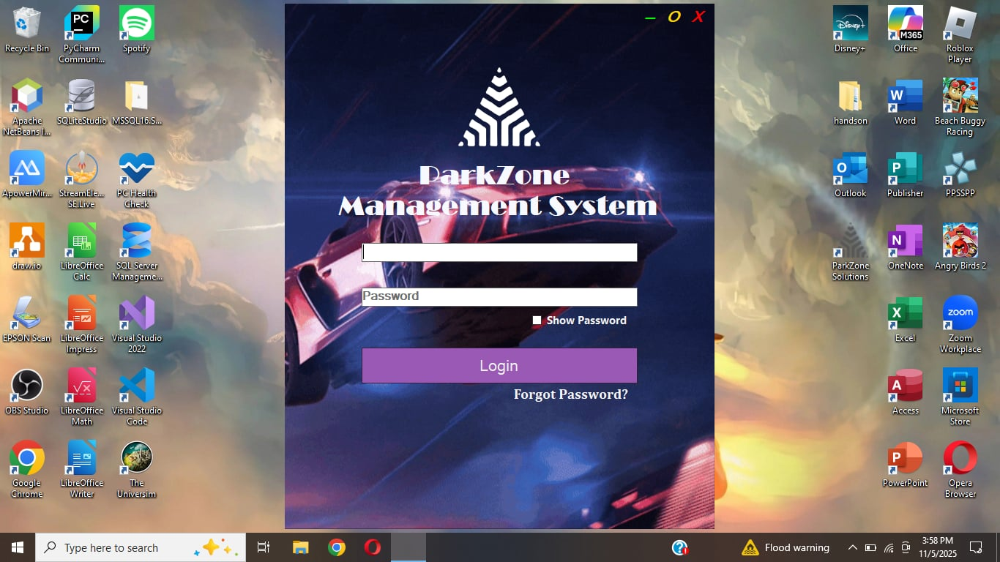 Recycle Bin
PyCharm
Communi...
Spotify
Apache
NetBeans I...
SQLiteStudio
MSSQL16.S...
ApowerMir...
StreamEle...
SE.Live
PC Health
Check
draw.io
LibreOffice
Calc
SQL Server
Manageme...
EPSON Scan
LibreOffice
Impress
Visual Studio
2022
OBS Studio
LibreOffice
Math
Visual Studio
Code
Google
Chrome
LibreOffice
Writer
The
Universim
PC
– O X
ParkZone
Management System
Password
Show Password
Login
Forgot Password?
Disney+
Disney+
M365
Office
Roblox
Player
handson
W
Word
Beach Buggy
Racing
O
Outlook
P
Publisher
PPSSPP
ParkZone
Solutions
N
OneNote
Angry Birds 2
X
Excel
zoom
Zoom
Workplace
A
Access
Microsoft
Store
P
PowerPoint
Opera
Browser
Type here to search
Flood warning
3:58 PM
11/5/2025